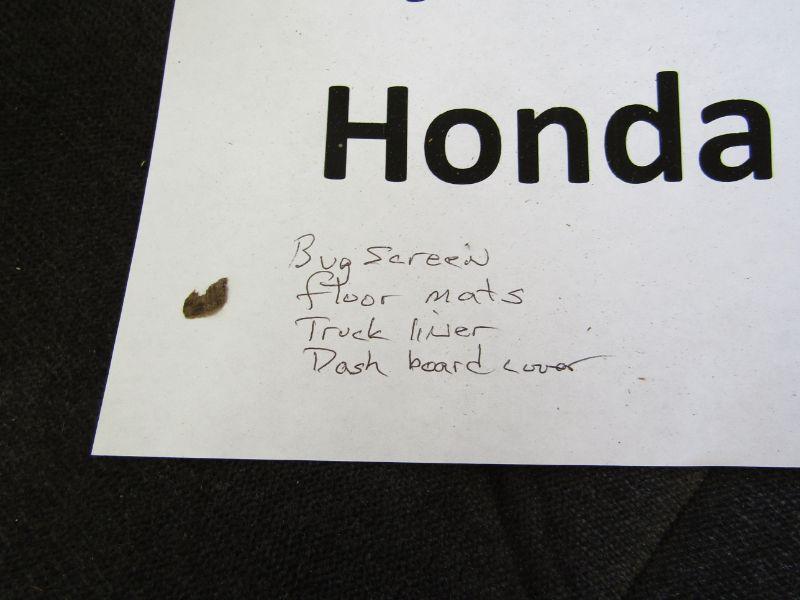 Honda
Bug Screen
floor mats
Truck liner
Dash board cover